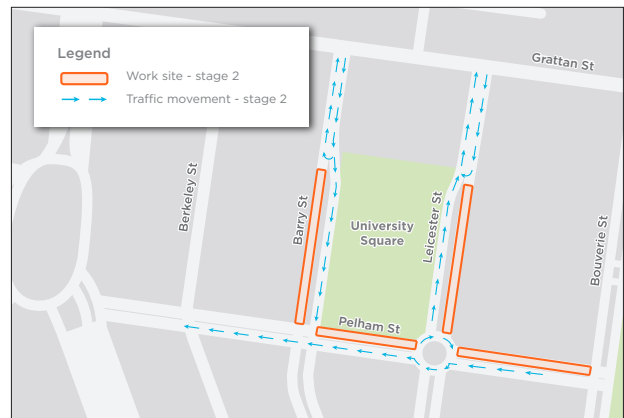 Legend
Work site - stage 2
Traffic movement - stage 2
Grattan St
Berkeley St
Barry St
University
Square
Leicester St
Bouverie St
Pelham St